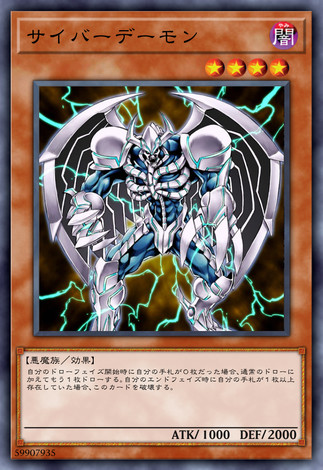 サイバーデーモン
闇
やみ
【悪魔族／効果】
自分のドローフェイズ開始時に自分の手札が０枚だった場合、通常のドローに
加えてもう１枚ドローする。自分のエンドフェイズ時に自分が手札が１枚以上
存在していた場合、このカードを破壊する。
ATK/ 1000 DEF/2000
59907935